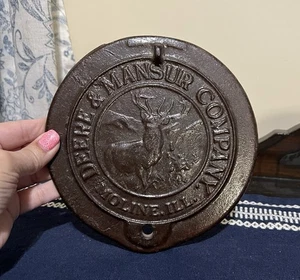 DEERE & MANSUR COMPANY.
MOLINE, ILL.